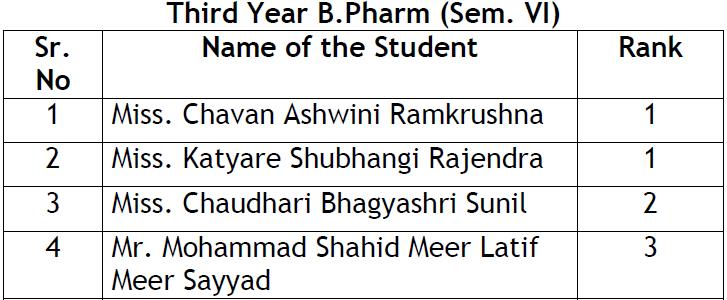 Third Year B.Pharm (Sem. VI)
Sr. No Name of the Student Rank
1 Miss. Chavan Ashwini Ramkrushna 1
2 Miss. Katyare Shubhangi Rajendra 1
3 Miss. Chaudhari Bhagyashri Sunil 2
4 Mr. Mohammad Shahid Meer Latif 3
Meer Sayyad